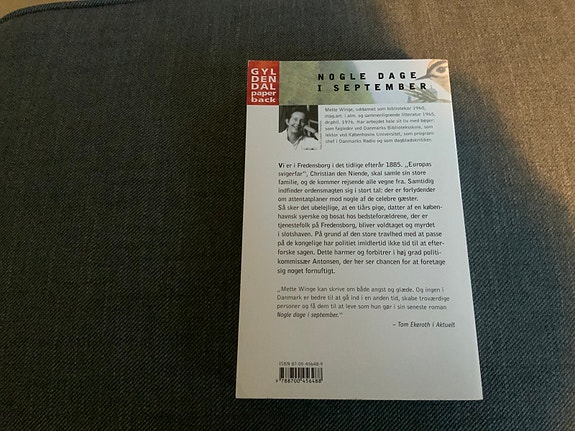 GYL
DEN
DAL
paper
back
NOGLE DAGE
I SEPTEMBER
Mette Winge, uddannet som bibliotekar 1960,
mag.art. i alm. og sammenlignende litteratur 1965,
dr.phil. 1976. Har arbejdet hele sit liv med bøger:
som fagleder ved Danmarks Biblioteksskole, som
lektor ved Københavns Universitet, som program-
chef i Danmarks Radio og som dagbladskritiker.
Vi er i Fredensborg i det tidlige efterår 1885. „Europas
svigerfar“, Christian den Niende, skal samle sin store
familie, og de kommer rejsende alle vegne fra. Samtidig
indfinder ordensmagten sig i stort tal: der er forlydender
om attentatplaner mod nogle af de celebre gæster.
Så sker det ubelejlige, at en tiårs pige, datter af en køben-
havnsk syerske og bosat hos bedsteforældrene, der er
tjenestefolk på Fredensborg, bliver voldtaget og myrdet
i slotshaven. På grund af den store travlhed med at passe
på de kongelige har politiet imidlertid ikke tid til at efter-
forske sagen. Dette harmer og forbitrer i høj grad politi-
kommissær Antonsen, der her ser chancen for at foretage
sig noget fornuftigt.
„Mette Winge kan skrive om både angst og glæde. Og ingen i
Danmark er bedre til at gå ind i en anden tid, skabe troværdige
personer og få dem til at leve som hun gør i sin seneste roman
Nogle dage i september.“
– Tom Ekeroth i Aktuelt
ISBN 87-00-45648-9
9 788700 456488